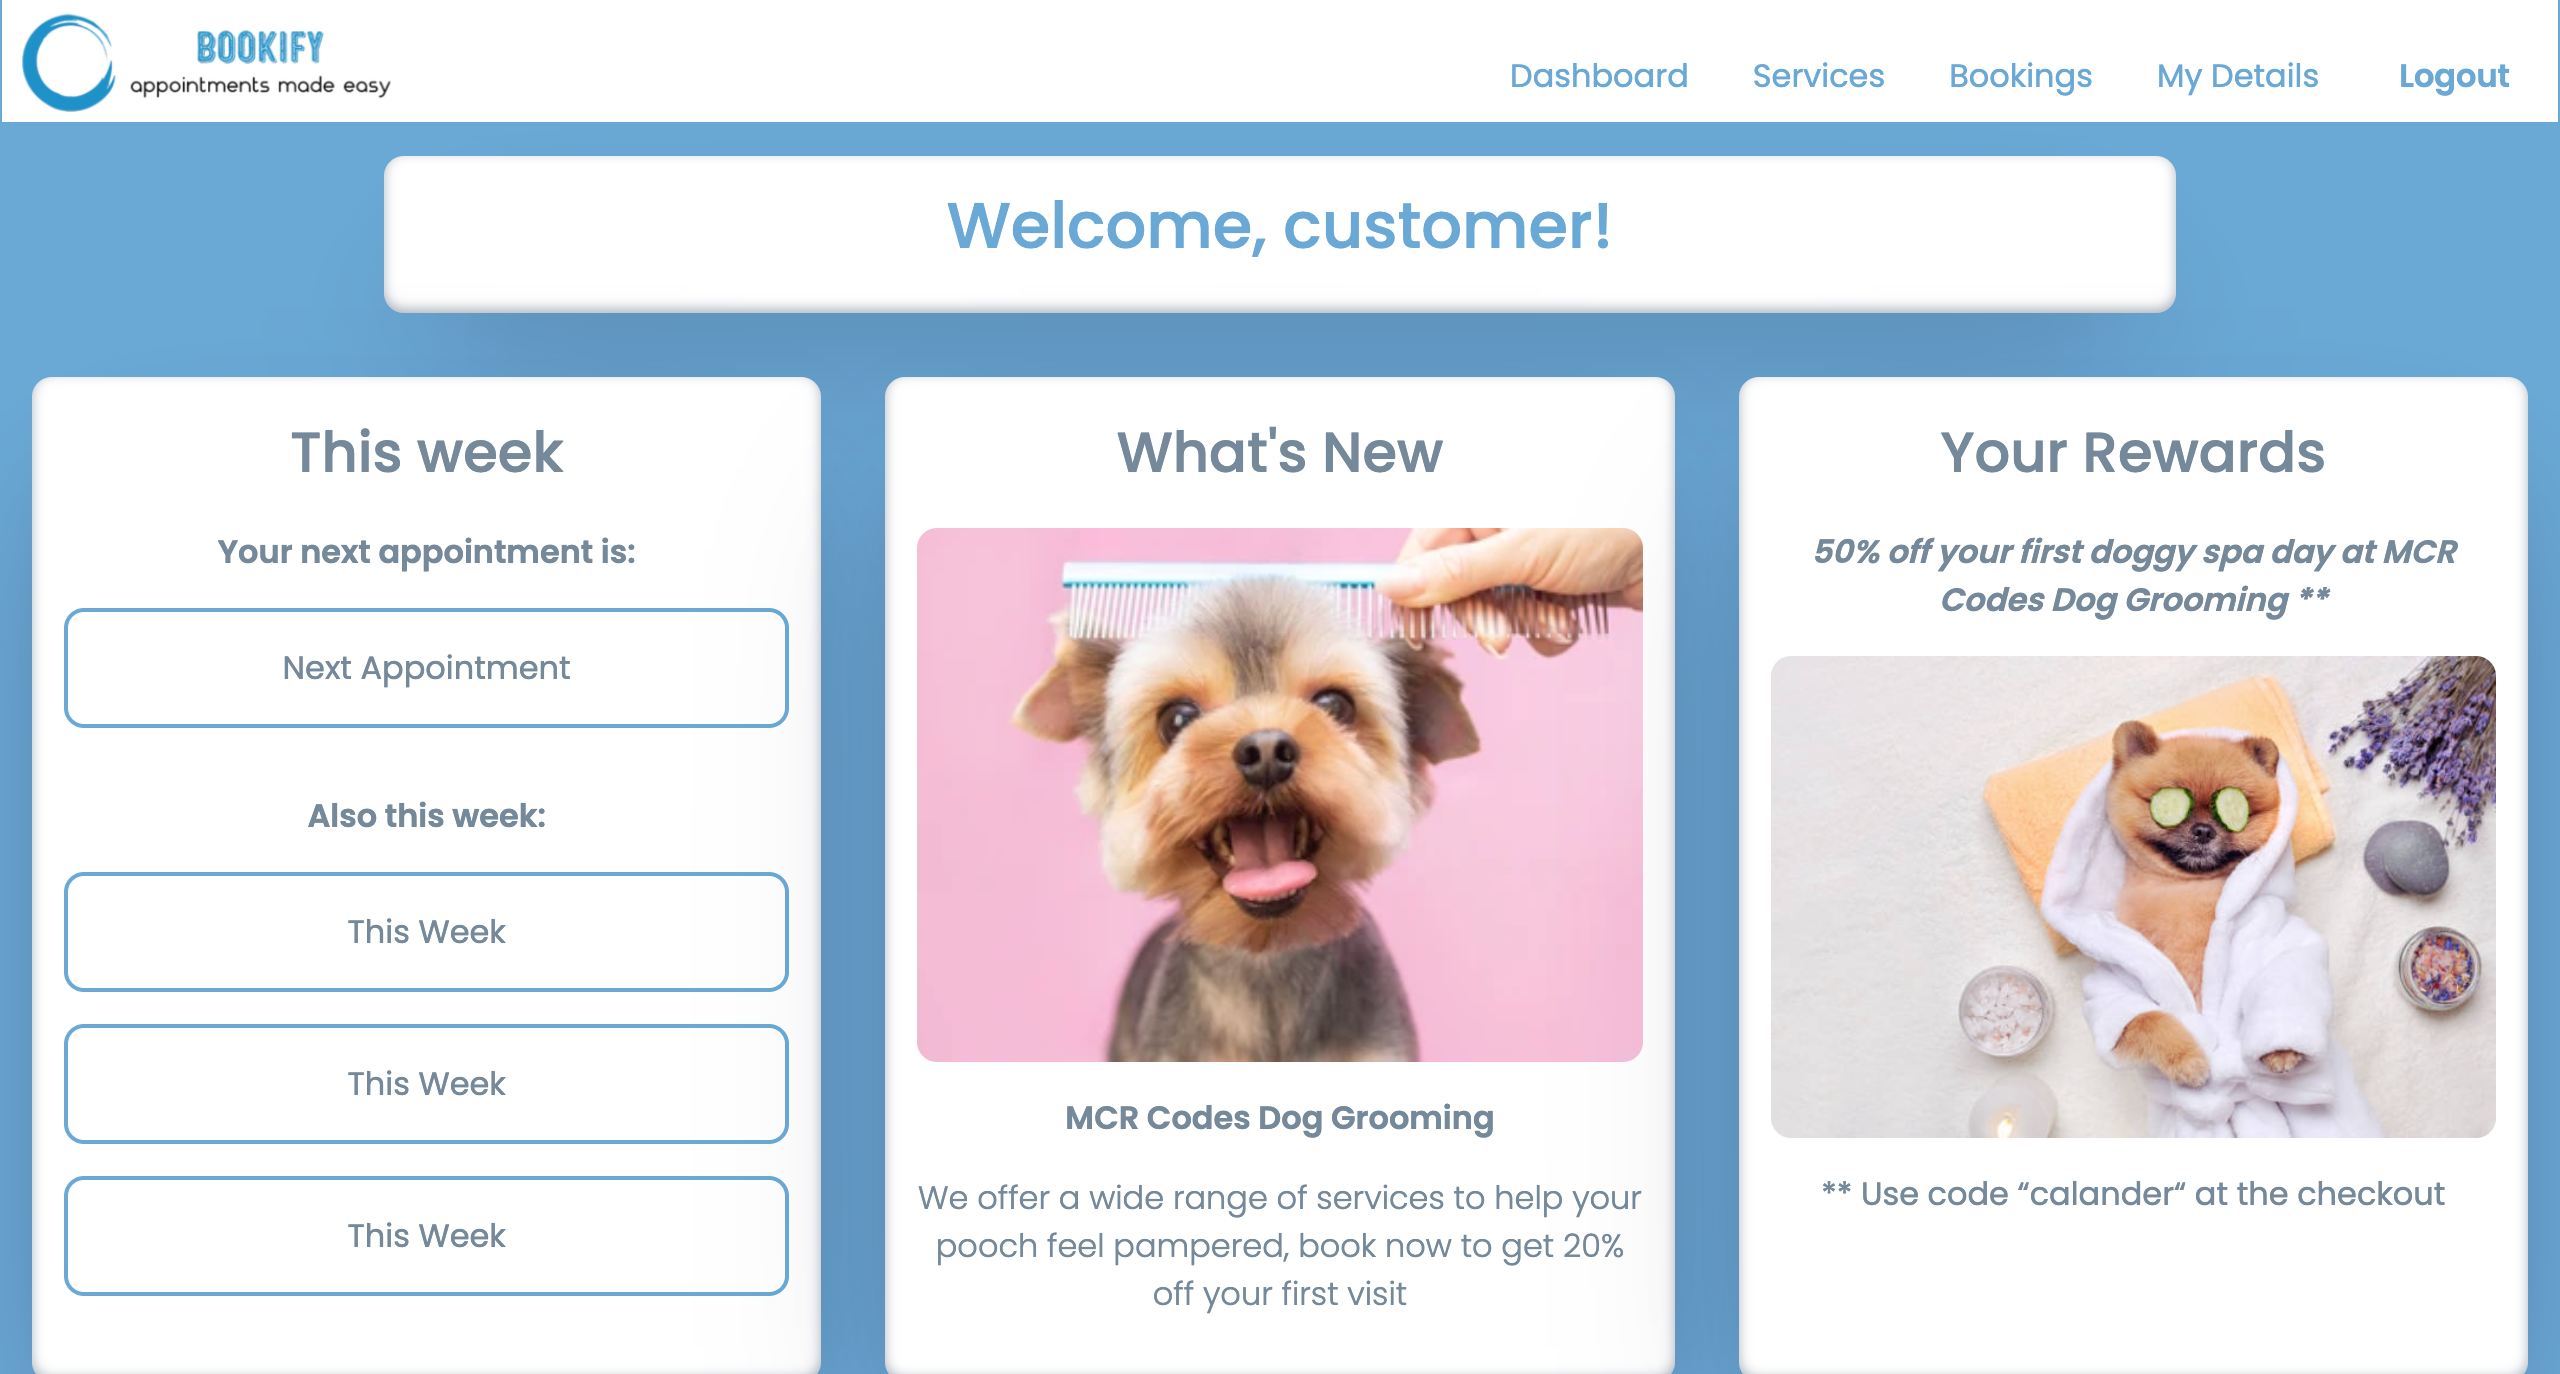 BOOKIFY
appointments made easy
Dashboard Services Bookings My Details Logout
Welcome, customer!
This week
Your next appointment is:
Next Appointment
Also this week:
This Week
This Week
This Week
What's New
MCR Codes Dog Grooming
We offer a wide range of services to help your
pooch feel pampered, book now to get 20%
off your first visit
Your Rewards
50% off your first doggy spa day at MCR
Codes Dog Grooming **
** Use code “calander“ at the checkout